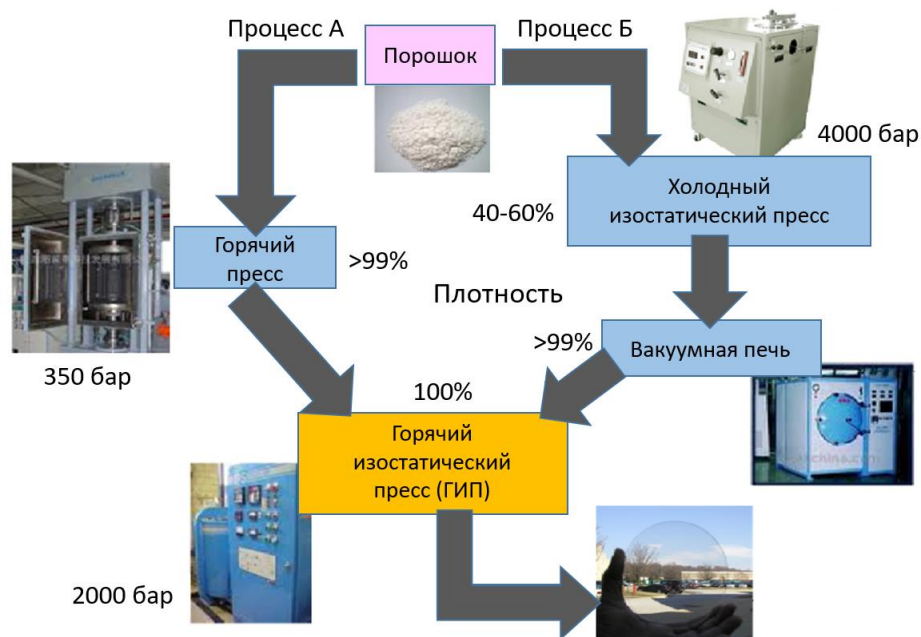 Процесс А
Порошок
Процесс Б
4000 бар
Холодный
изостатический пресс
40-60%
Горячий
пресс
>99%
Плотность
>99%
Вакуумная печь
350 бар
100%
Горячий
изостатический
пресс (ГИП)
2000 бар